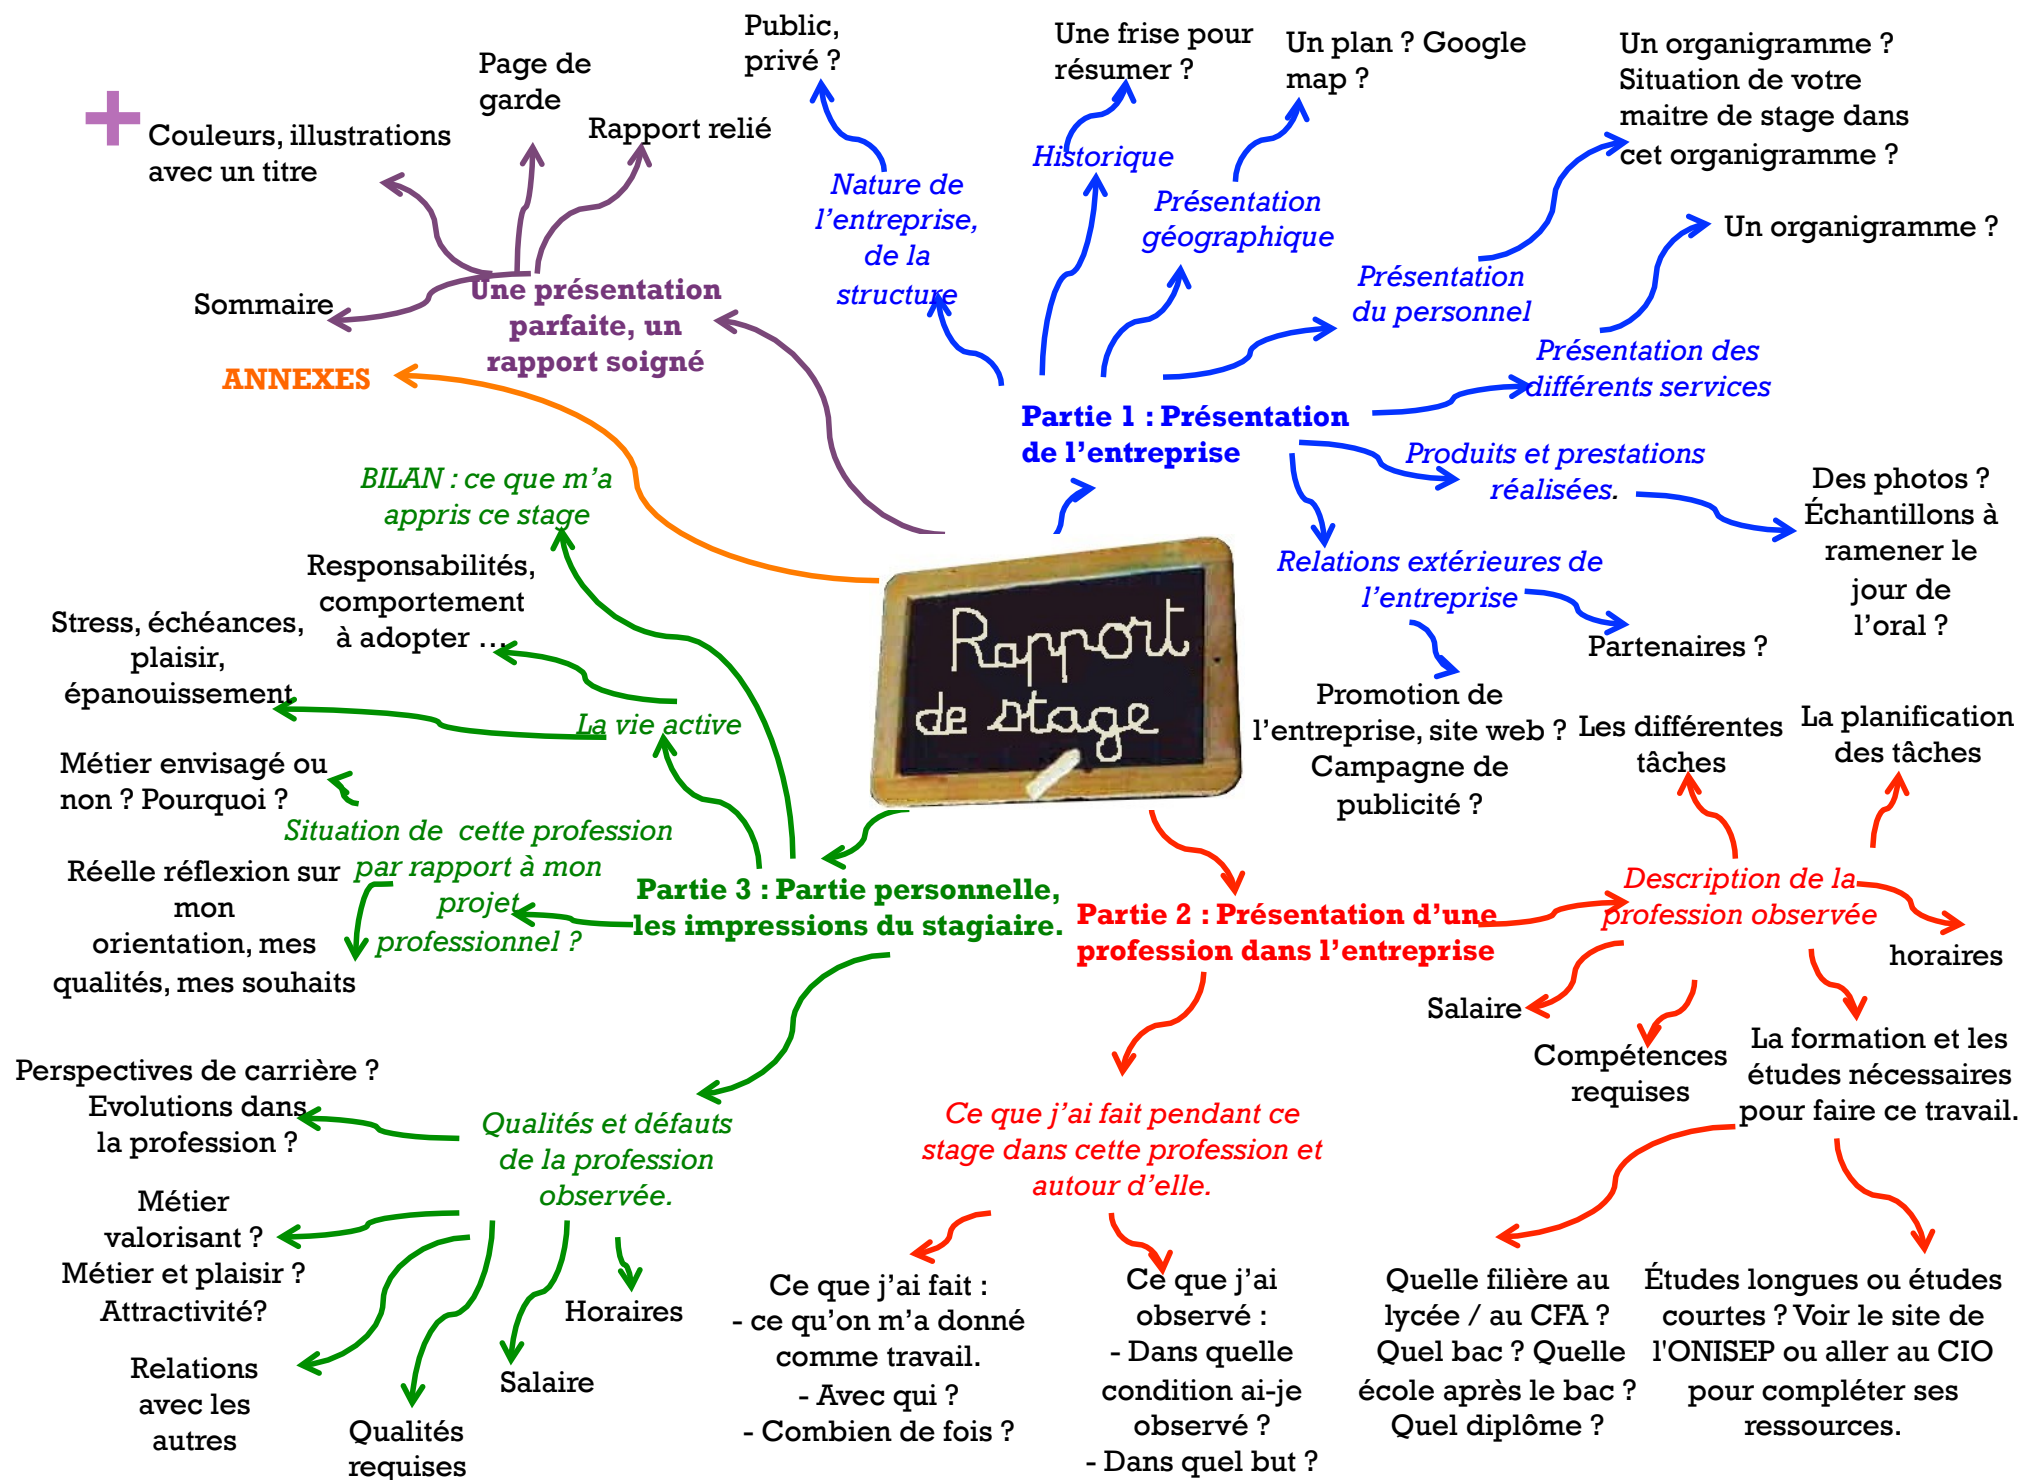 Public,
privé ?
Une frise pour
résumer ?
Un plan ? Google
map ?
Un organigramme ?
Situation de votre
maitre de stage dans
cet organigramme ?
Page de
garde
Couleurs, illustrations
avec un titre
Rapport relié
Historique
Nature de
l’entreprise,
de la
structure
Présentation
géographique
Un organigramme ?
Présentation
du personnel
Sommaire
Une présentation
parfaite, un
rapport soigné
Présentation des
différents services
ANNEXES
Partie 1 : Présentation
de l’entreprise
Produits et prestations
réalisées.
Des photos ?
Échantillons à
ramener le
jour de
l’oral ?
BILAN : ce que m’a
appris ce stage
Relations extérieures de
l’entreprise
Responsabilités,
comportement
à adopter …
Rapport
de stage
Stress, échéances,
plaisir,
épanouissement
Partenaires ?
La vie active
Promotion de
l’entreprise, site web ?
Campagne de
publicité ?
Les différentes
tâches
La planification
des tâches
Métier envisagé ou
non ? Pourquoi ?
Situation de  cette profession
par rapport à mon
projet
professionnel ?
Réelle réflexion sur
mon
orientation, mes
qualités, mes souhaits
Partie 3 : Partie personnelle,
les impressions du stagiaire.
Partie 2 : Présentation d’une
profession dans l’entreprise
Description de la
profession observée
horaires
Salaire
Compétences
requises
La formation et les
études nécessaires
pour faire ce travail.
Perspectives de carrière ?
Evolutions dans
la profession ?
Qualités et défauts
de la profession
observée.
Ce que j’ai fait pendant ce
stage dans cette profession et
autour d’elle.
Métier
valorisant ?
Métier et plaisir ?
Attractivité?
Relations
avec les
autres
Qualités
requises
Salaire
Horaires
Ce que j’ai fait :
- ce qu’on m’a donné
comme travail.
- Avec qui ?
- Combien de fois ?
Ce que j’ai
observé :
- Dans quelle
condition ai-je
observé ?
- Dans quel but ?
Quelle filière au
lycée / au CFA ?
Quel bac ? Quelle
école après le bac ?
Quel diplôme ?
Études longues ou études
courtes ? Voir le site de
l'ONISEP ou aller au CIO
pour compléter ses
ressources.